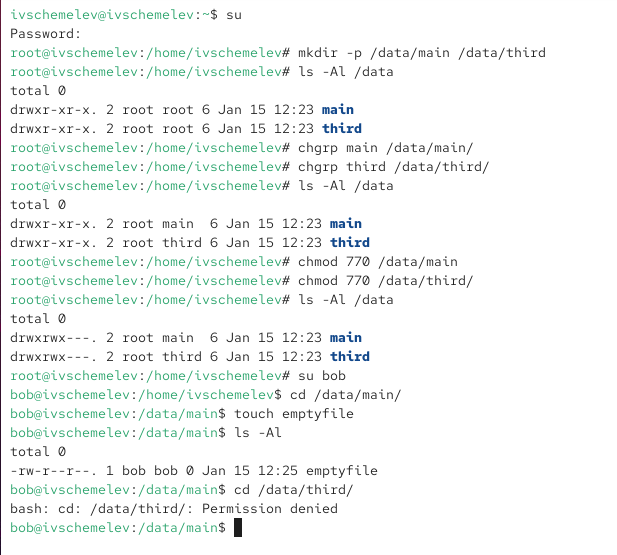 ivschemelev@ivschemelev:~$ su
Password:
root@ivschemelev:/home/ivschemelev# mkdir -p /data/main /data/third
root@ivschemelev:/home/ivschemelev# ls -Al /data
total 0
drwxr-xr-x. 2 root root 6 Jan 15 12:23 main
drwxr-xr-x. 2 root root 6 Jan 15 12:23 third
root@ivschemelev:/home/ivschemelev# chgrp main /data/main/
root@ivschemelev:/home/ivschemelev# chgrp third /data/third/
root@ivschemelev:/home/ivschemelev# ls -Al /data
total 0
drwxr-xr-x. 2 root main  6 Jan 15 12:23 main
drwxr-xr-x. 2 root third 6 Jan 15 12:23 third
root@ivschemelev:/home/ivschemelev# chmod 770 /data/main
root@ivschemelev:/home/ivschemelev# chmod 770 /data/third/
root@ivschemelev:/home/ivschemelev# ls -Al /data
total 0
drwxrwx---. 2 root main  6 Jan 15 12:23 main
drwxrwx---. 2 root third 6 Jan 15 12:23 third
root@ivschemelev:/home/ivschemelev# su bob
bob@ivschemelev:/home/ivschemelev$ cd /data/main/
bob@ivschemelev:/data/main$ touch emptyfile
bob@ivschemelev:/data/main$ ls -Al
total 0
-rw-r--r--. 1 bob bob 0 Jan 15 12:25 emptyfile
bob@ivschemelev:/data/main$ cd /data/third/
bash: cd: /data/third/: Permission denied
bob@ivschemelev:/data/main$